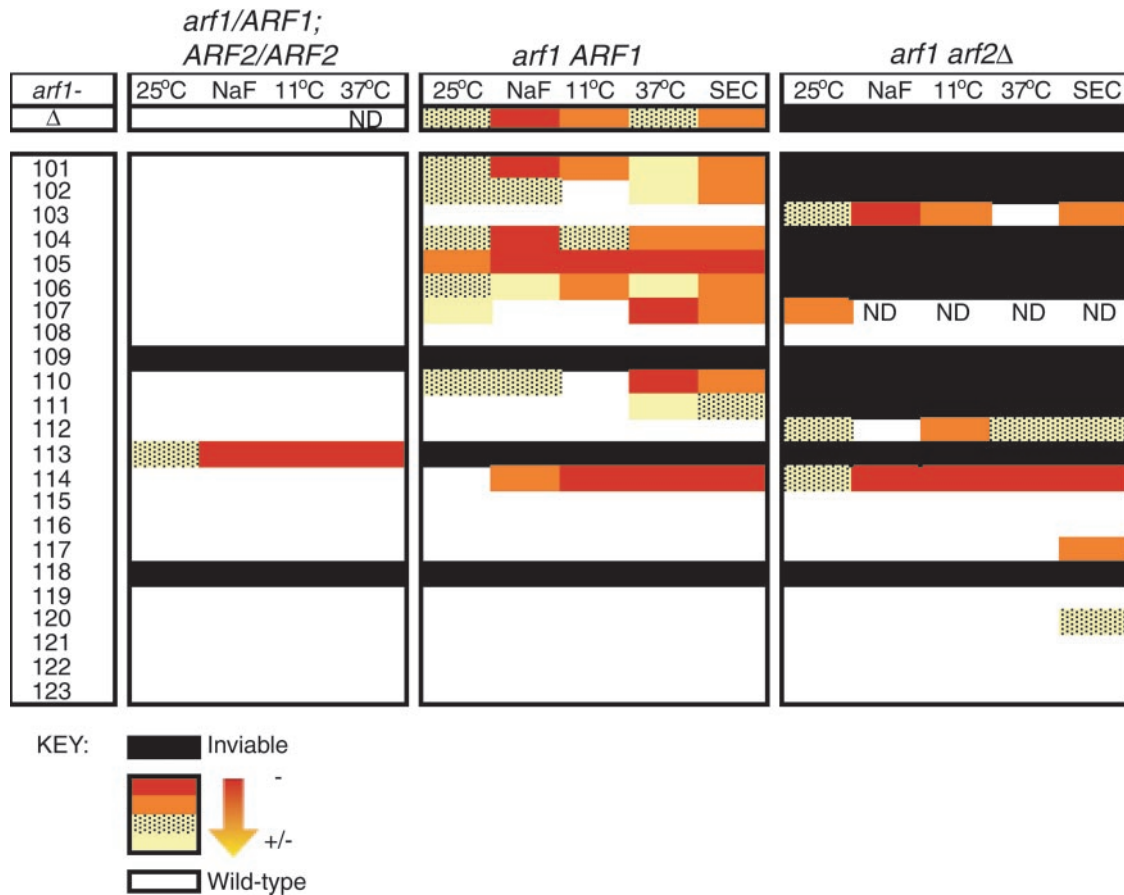 arf1/ARF1;
ARF2/ARF2
arf1 ARF1
arf1 arf2Δ
arf1- 25°C NaF 11°C 37°C 25°C NaF 11°C 37°C SEC 25°C NaF 11°C 37°C SEC
Δ ND
101
102
103
104
105
106
107 ND ND ND ND
108
109
110
111
112
113
114
115
116
117
118
119
120
121
122
123
KEY: Inviable
-
+/-
Wild-type